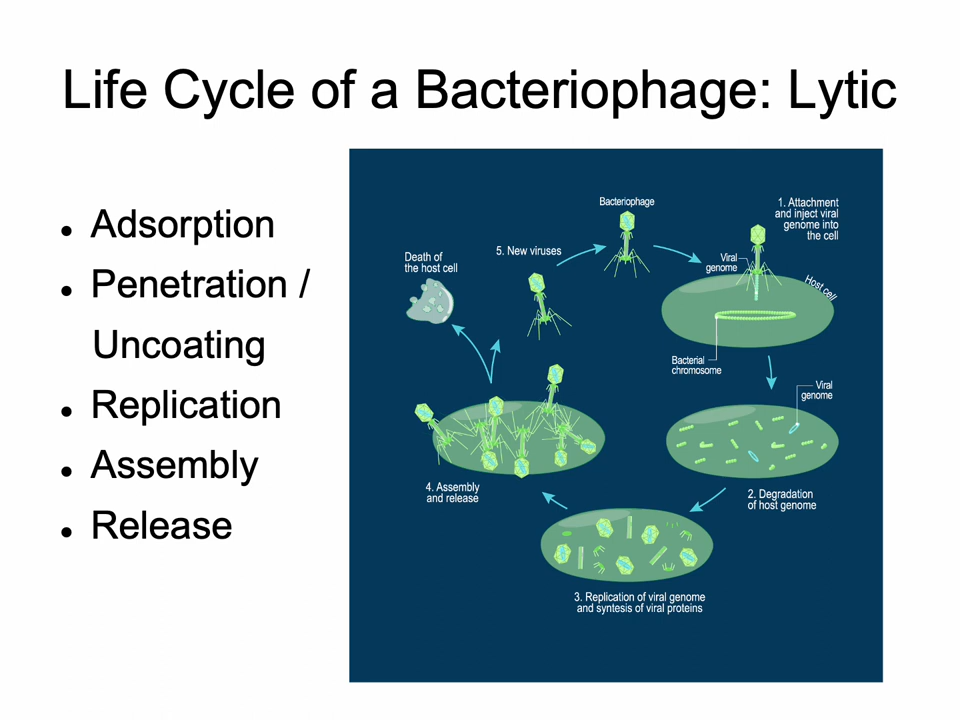 Life Cycle of a Bacteriophage: Lytic
● Adsorption
● Penetration /
Uncoating
● Replication
● Assembly
● Release
Bacteriophage
1. Attachment
and inject viral
genome into
the cell
Viral
genome
Host cell
Bacterial
chromosome
Viral
genome
2. Degradation
of host genome
3. Replication of viral genome
and syntesis of viral proteins
4. Assembly
and release
Death of
the host cell
5. New viruses